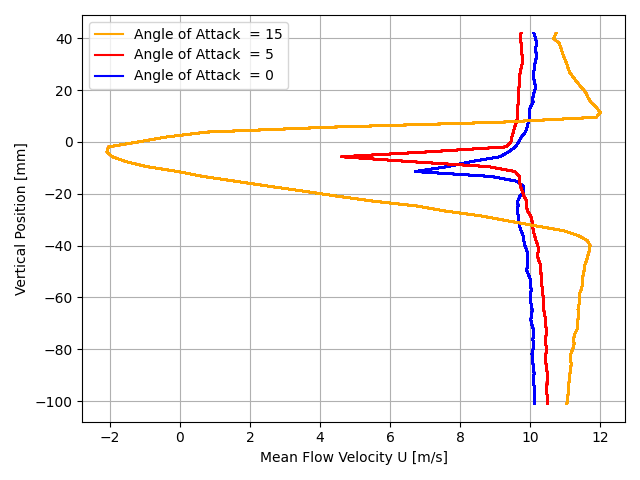 Angle of Attack  = 15
Angle of Attack  = 5
Angle of Attack  = 0
40
20
0
−20
−40
−60
−80
−100
Vertical Position [mm]
−2 0 2 4 6 8 10 12
Mean Flow Velocity U [m/s]